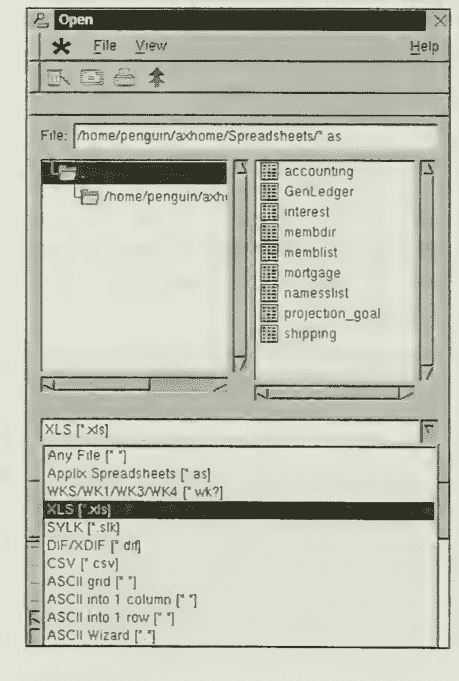 Open
File View Help
File: /home/penguin/axhome/Spreadsheets/* as
/home/penguin/axh
accounting
GenLedger
interest
membdir
memblist
mortgage
namesslist
projection_goal
shipping
XLS [*.xls]
Any File [* *]
Applix Spreadsheets [* as]
WKS/WK1/WK3/WK4 [* wk?]
XLS [*.xls]
SYLK [*.slk]
DIF/XDIF [* dif]
CSV [* csv]
ASCII grid [* *]
ASCII into 1 column [* *]
ASCII into 1 row [* *]
ASCII Wizard [*.*]